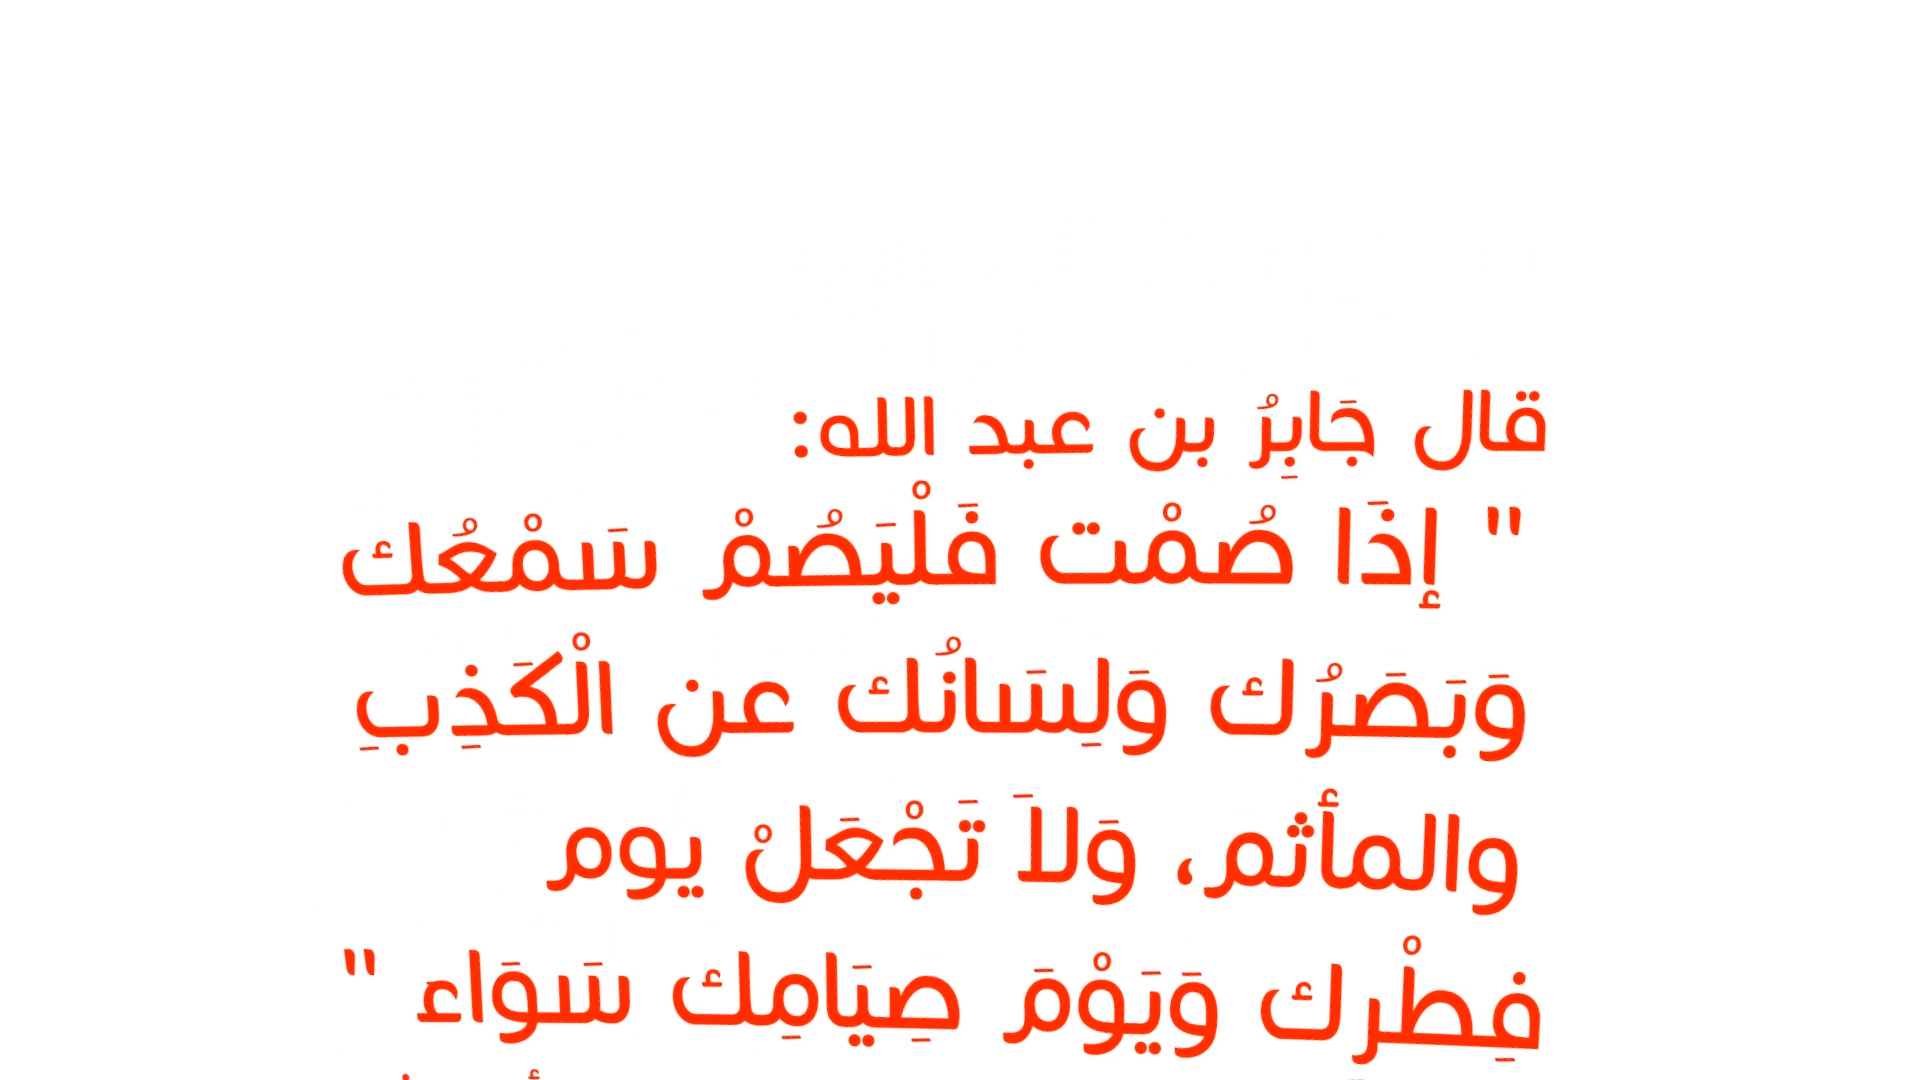 قال جَابِرُ بن عبد الله:
" إذَا صُمْت فَلْيَصُمْ سَمْعُك
وَبَصَرُك وَلِسَانُك عن الْكَذِبِ
والمأثم، وَلاَ تَجْعَلْ يوم
فِطْرك وَيَوْمَ صِيَامِك سَوَاء "